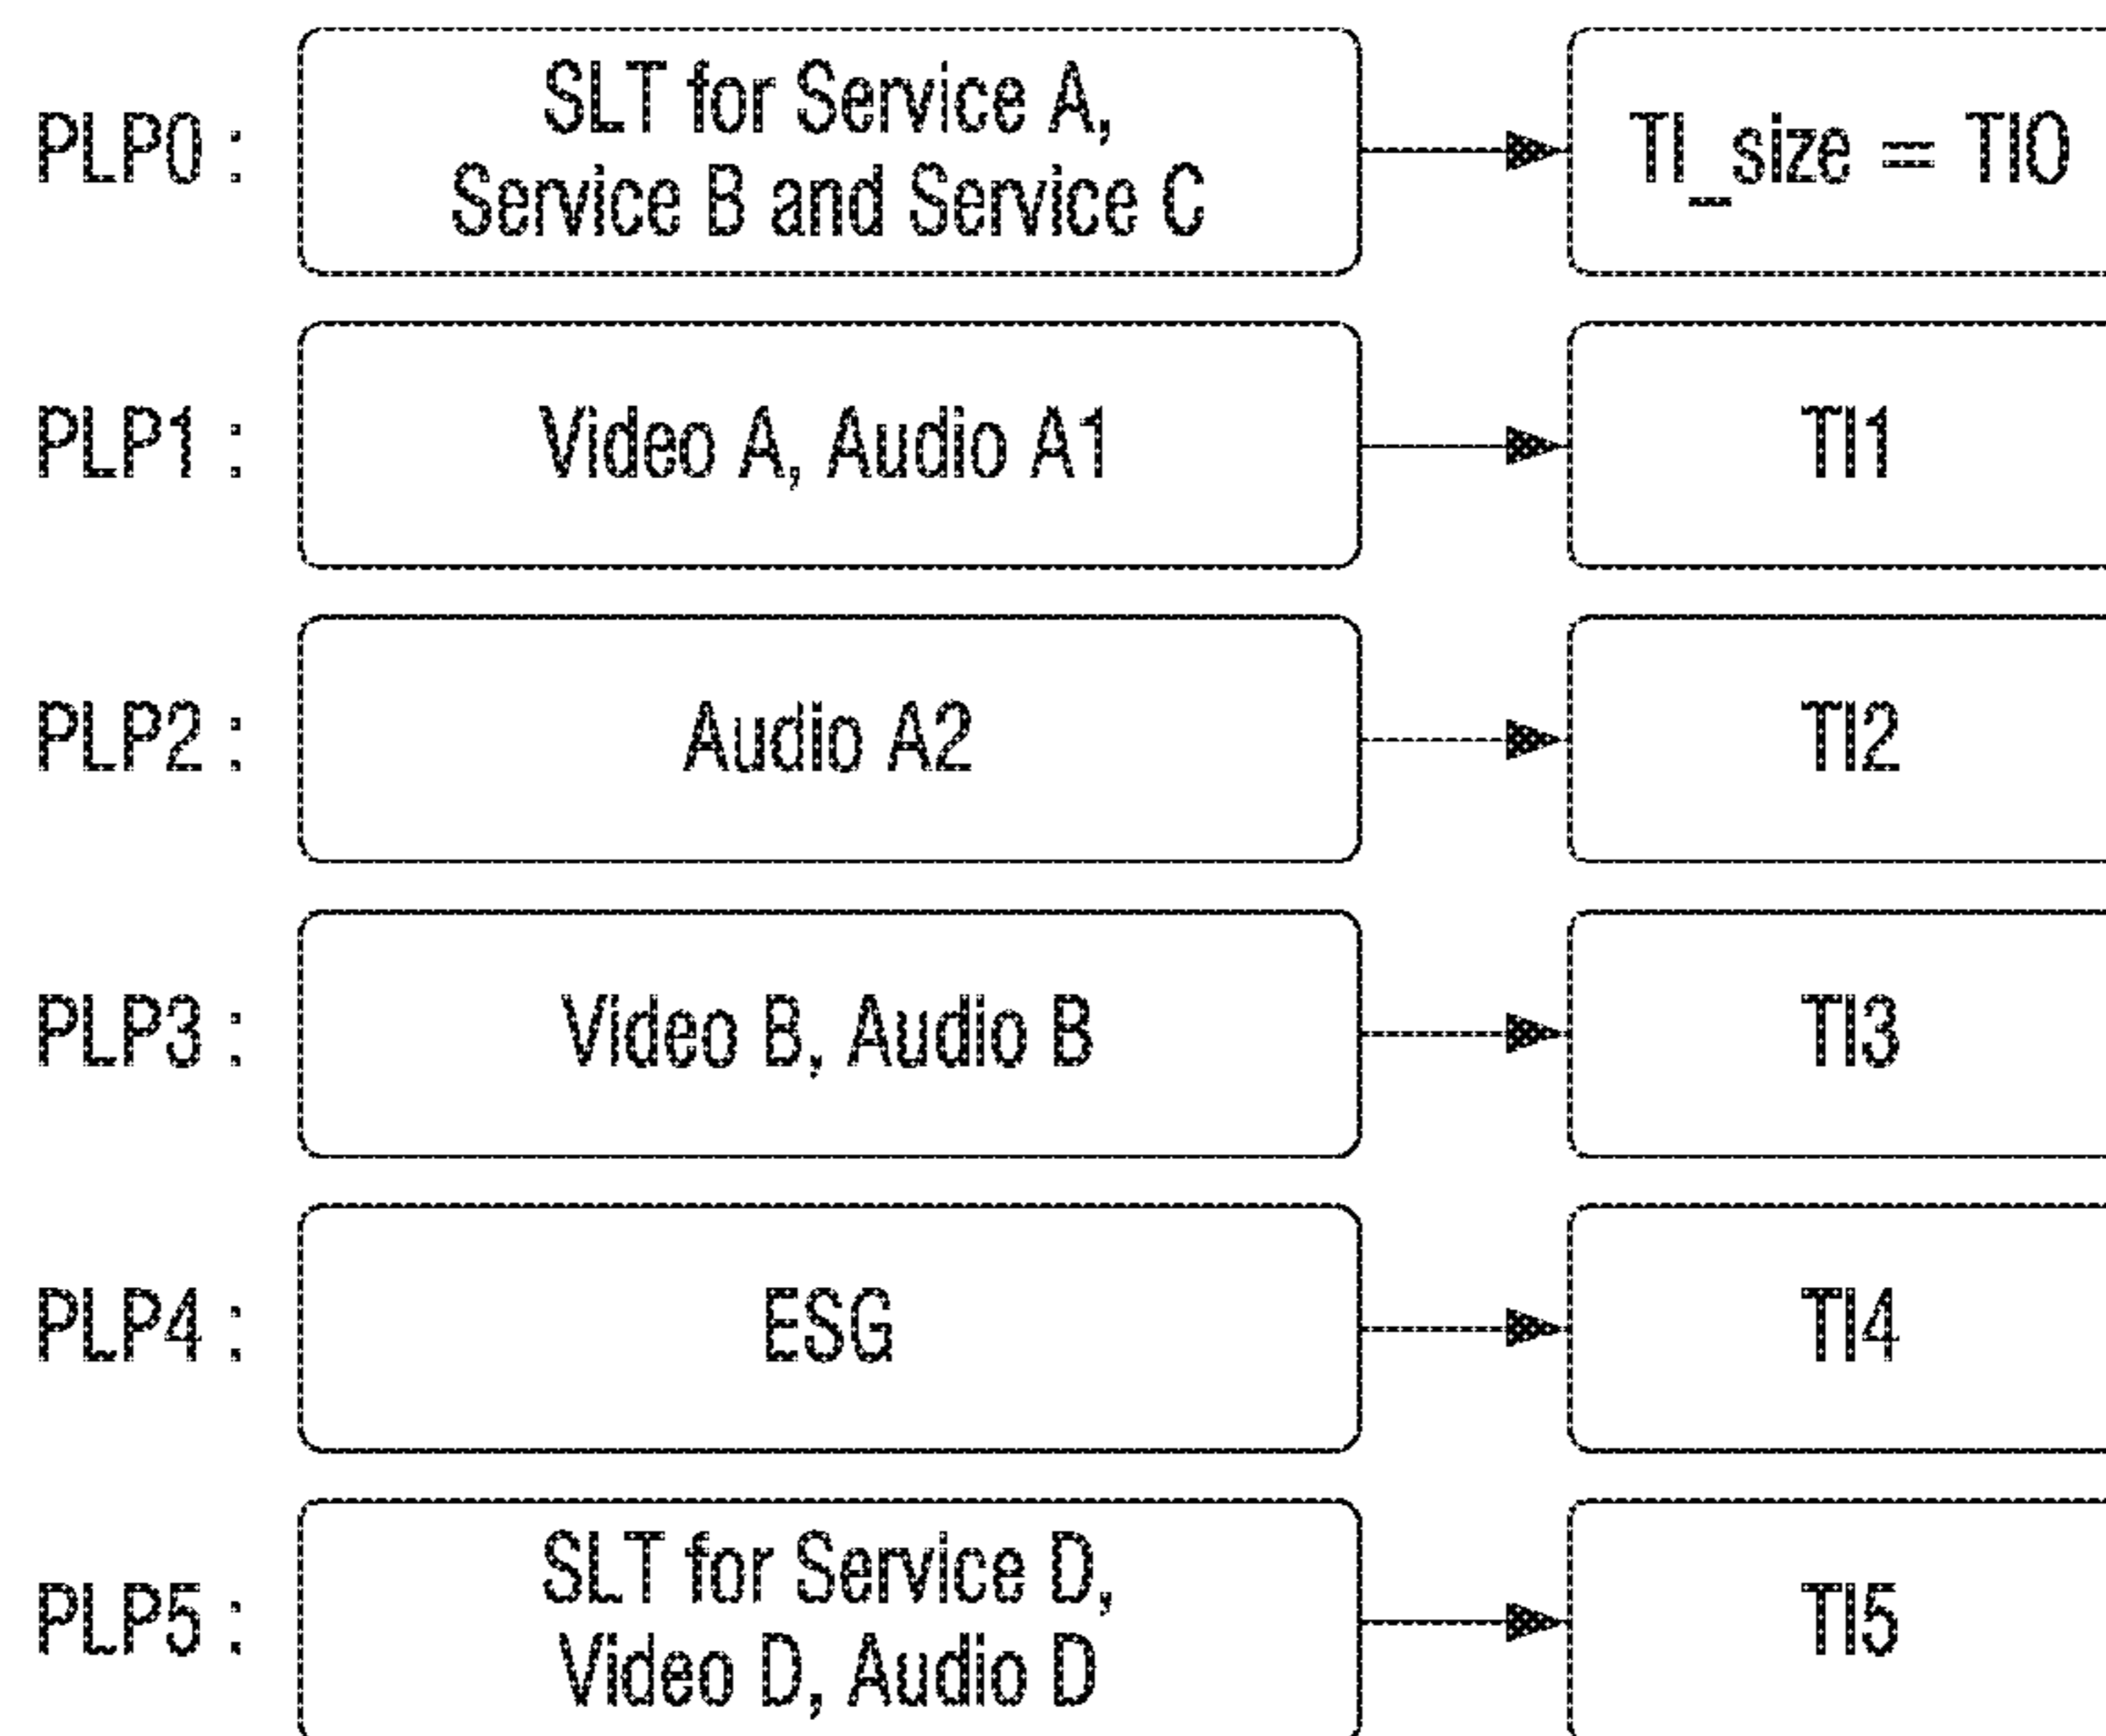 PLP0 : SLT for Service A, Service B and Service C TI_size = TI0
PLP1 : Video A, Audio A1 TI1
PLP2 : Audio A2 TI2
PLP3 : Video B, Audio B TI3
PLP4 : ESG TI4
PLP5 : SLT for Service D, Video D, Audio D TI5